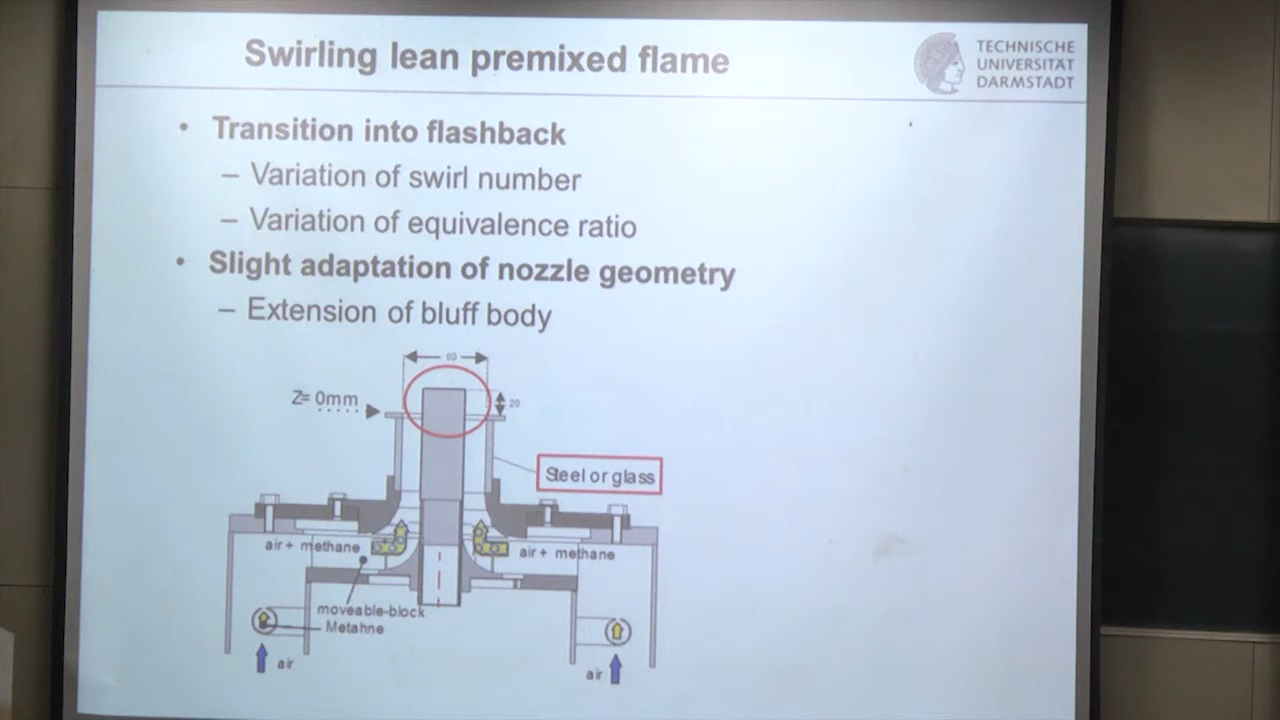 Swirling lean premixed flame
TECHNISCHE
UNIVERSITÄT
DARMSTADT
• Transition into flashback
– Variation of swirl number
– Variation of equivalence ratio
• Slight adaptation of nozzle geometry
– Extension of bluff body
60
Z= 0mm
20
Steel or glass
air + methane
air + methane
moveable-block
Metahne
air
air